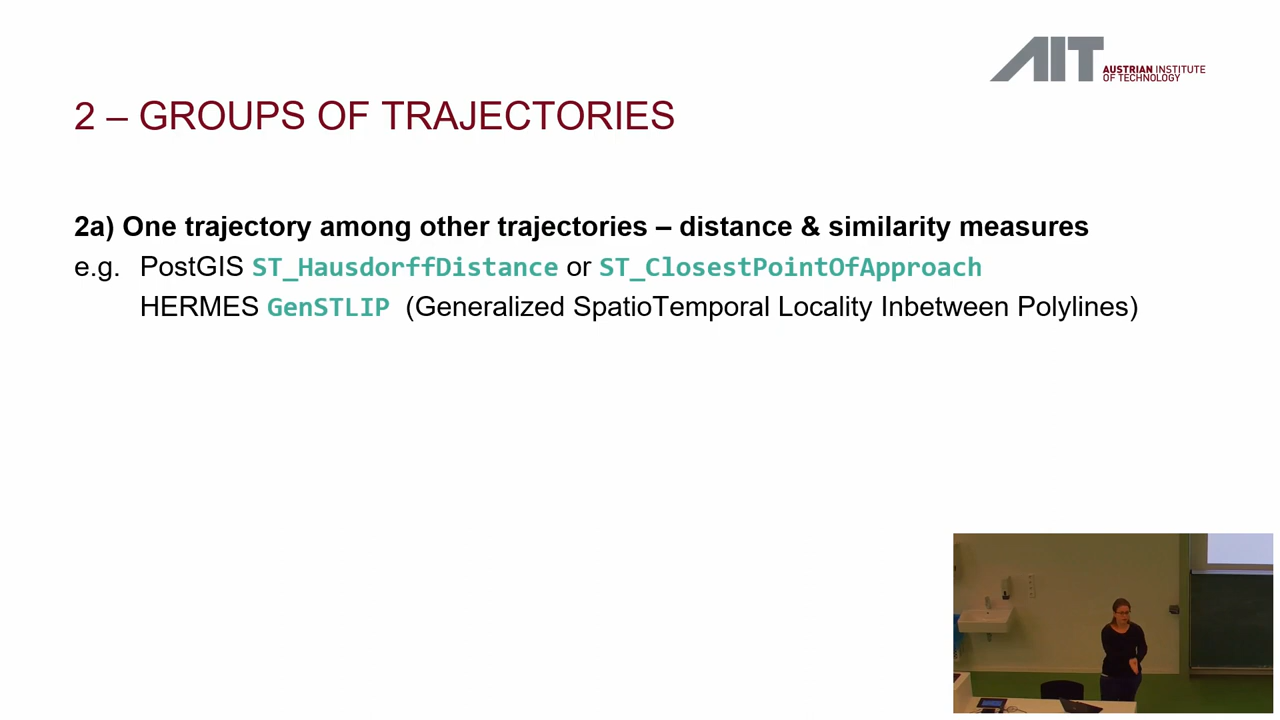 AIT AUSTRIAN INSTITUTE
OF TECHNOLOGY
2 – GROUPS OF TRAJECTORIES
2a) One trajectory among other trajectories – distance & similarity measures
e.g. PostGIS ST_HausdorffDistance or ST_ClosestPointOfApproach
HERMES GenSTLIP (Generalized SpatioTemporal Locality Inbetween Polylines)